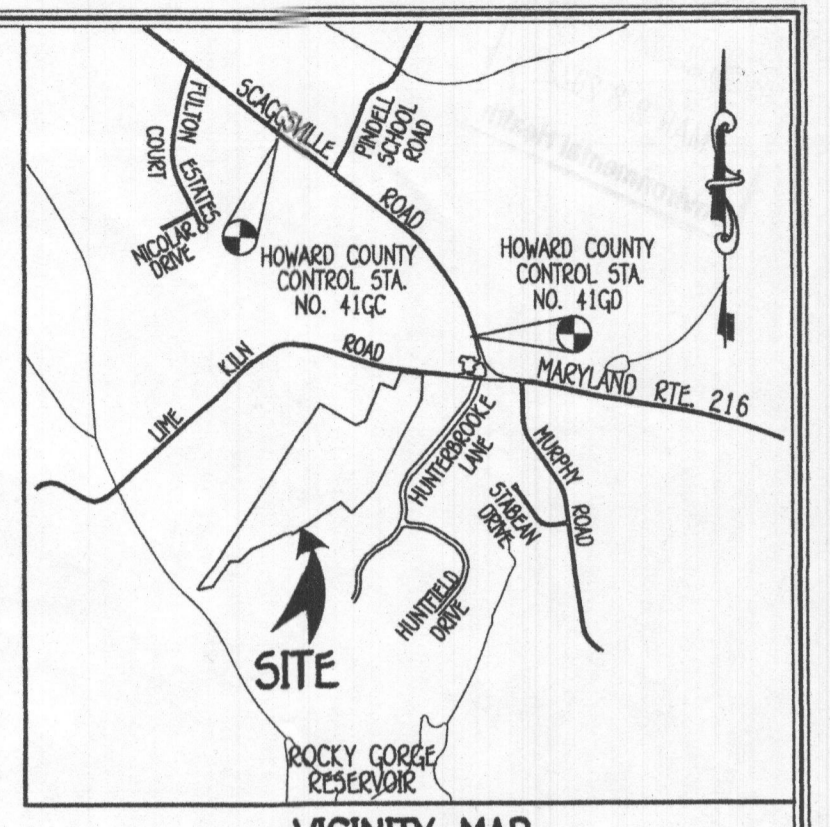 SCAGGSVILLE
ROAD
PINDELL
SCHOOL
ROAD
FULTON ESTATES
COURT
NICOLAR
DRIVE
HOWARD COUNTY
CONTROL STA.
NO. 41GC
HOWARD COUNTY
CONTROL STA.
NO. 41GD
LIME KILN ROAD
MARYLAND RTE. 216
HUNTERBROOKE
LANE
MURPHY ROAD
STABEAN
DRIVE
HUNTFIELD
DRIVE
SITE
ROCKY GORGE
RESERVOIR
VICINITY MAP